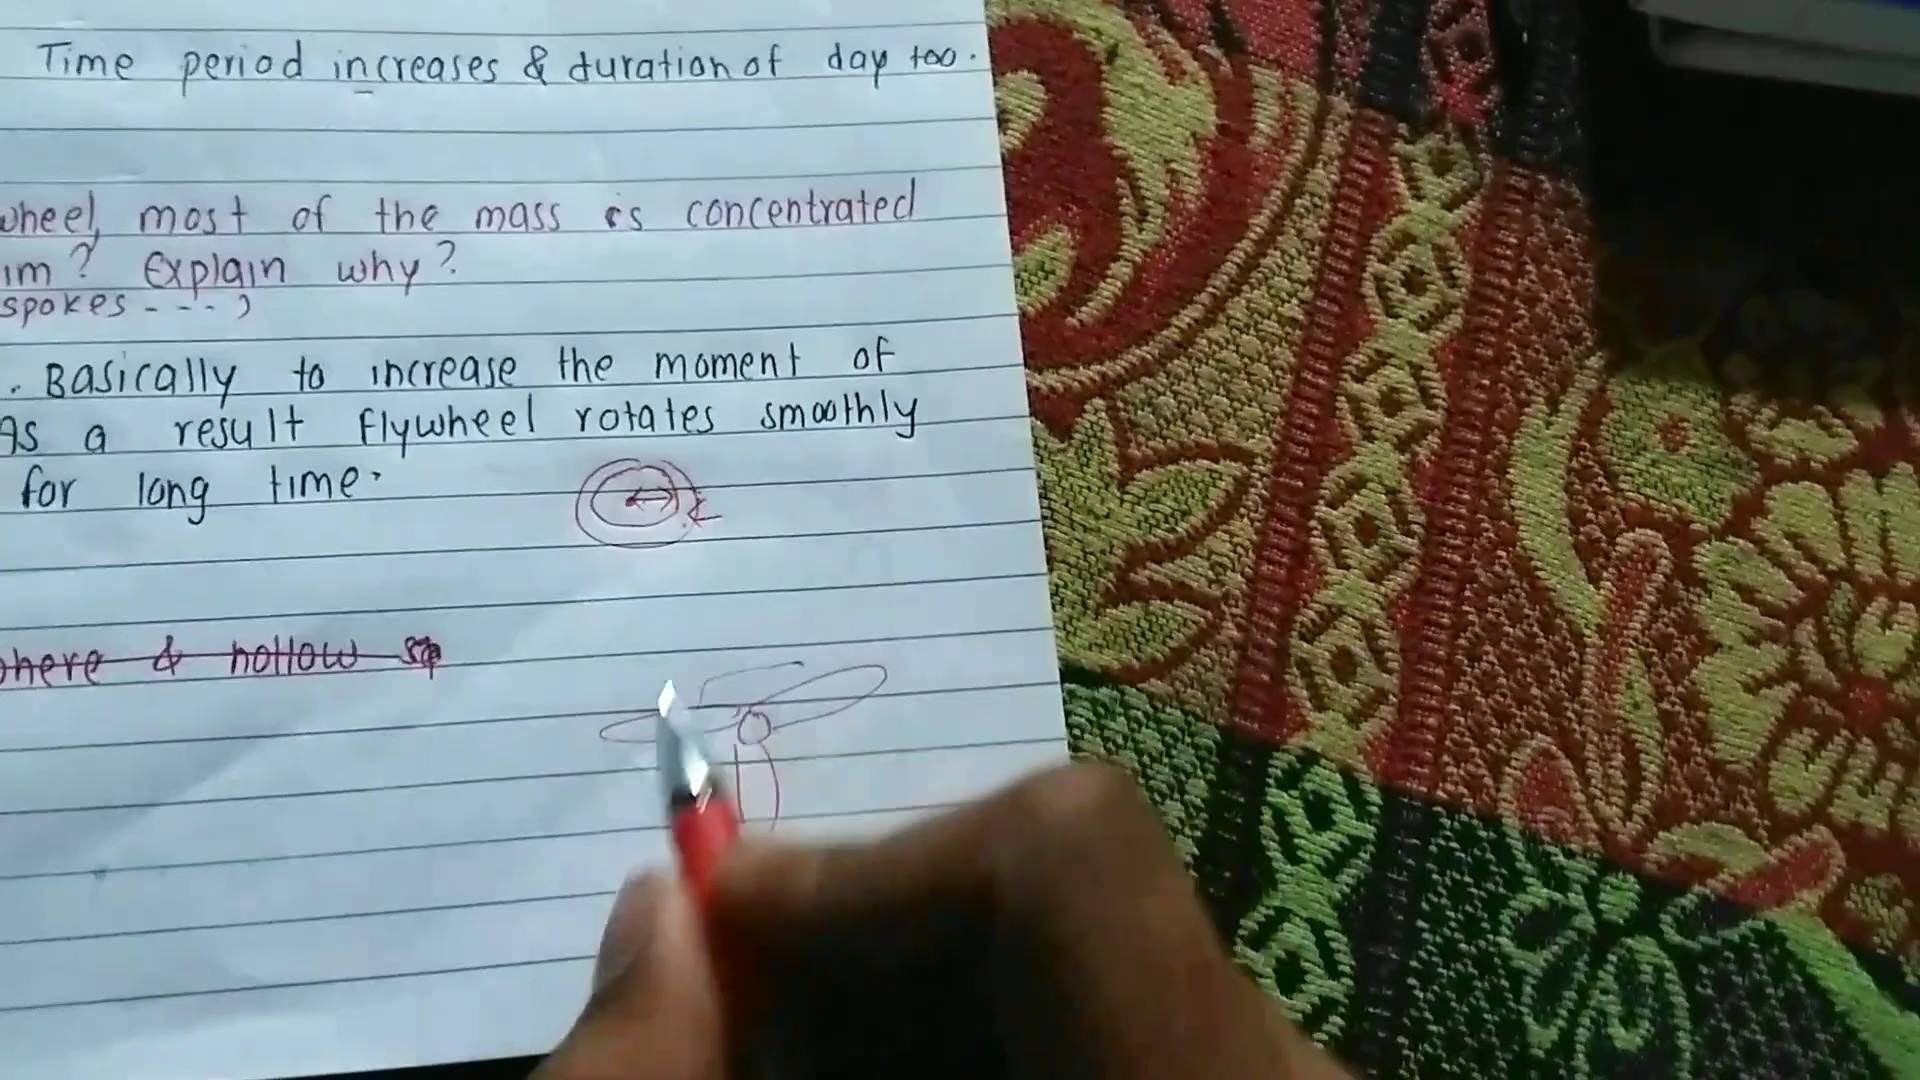 Time period increases & duration of day too.
wheel, most of the mass is concentrated
im? Explain why?
spokes - - - )
. Basically to increase the moment of
As a result flywheel rotates smoothly
for long time.
here & hollow sp